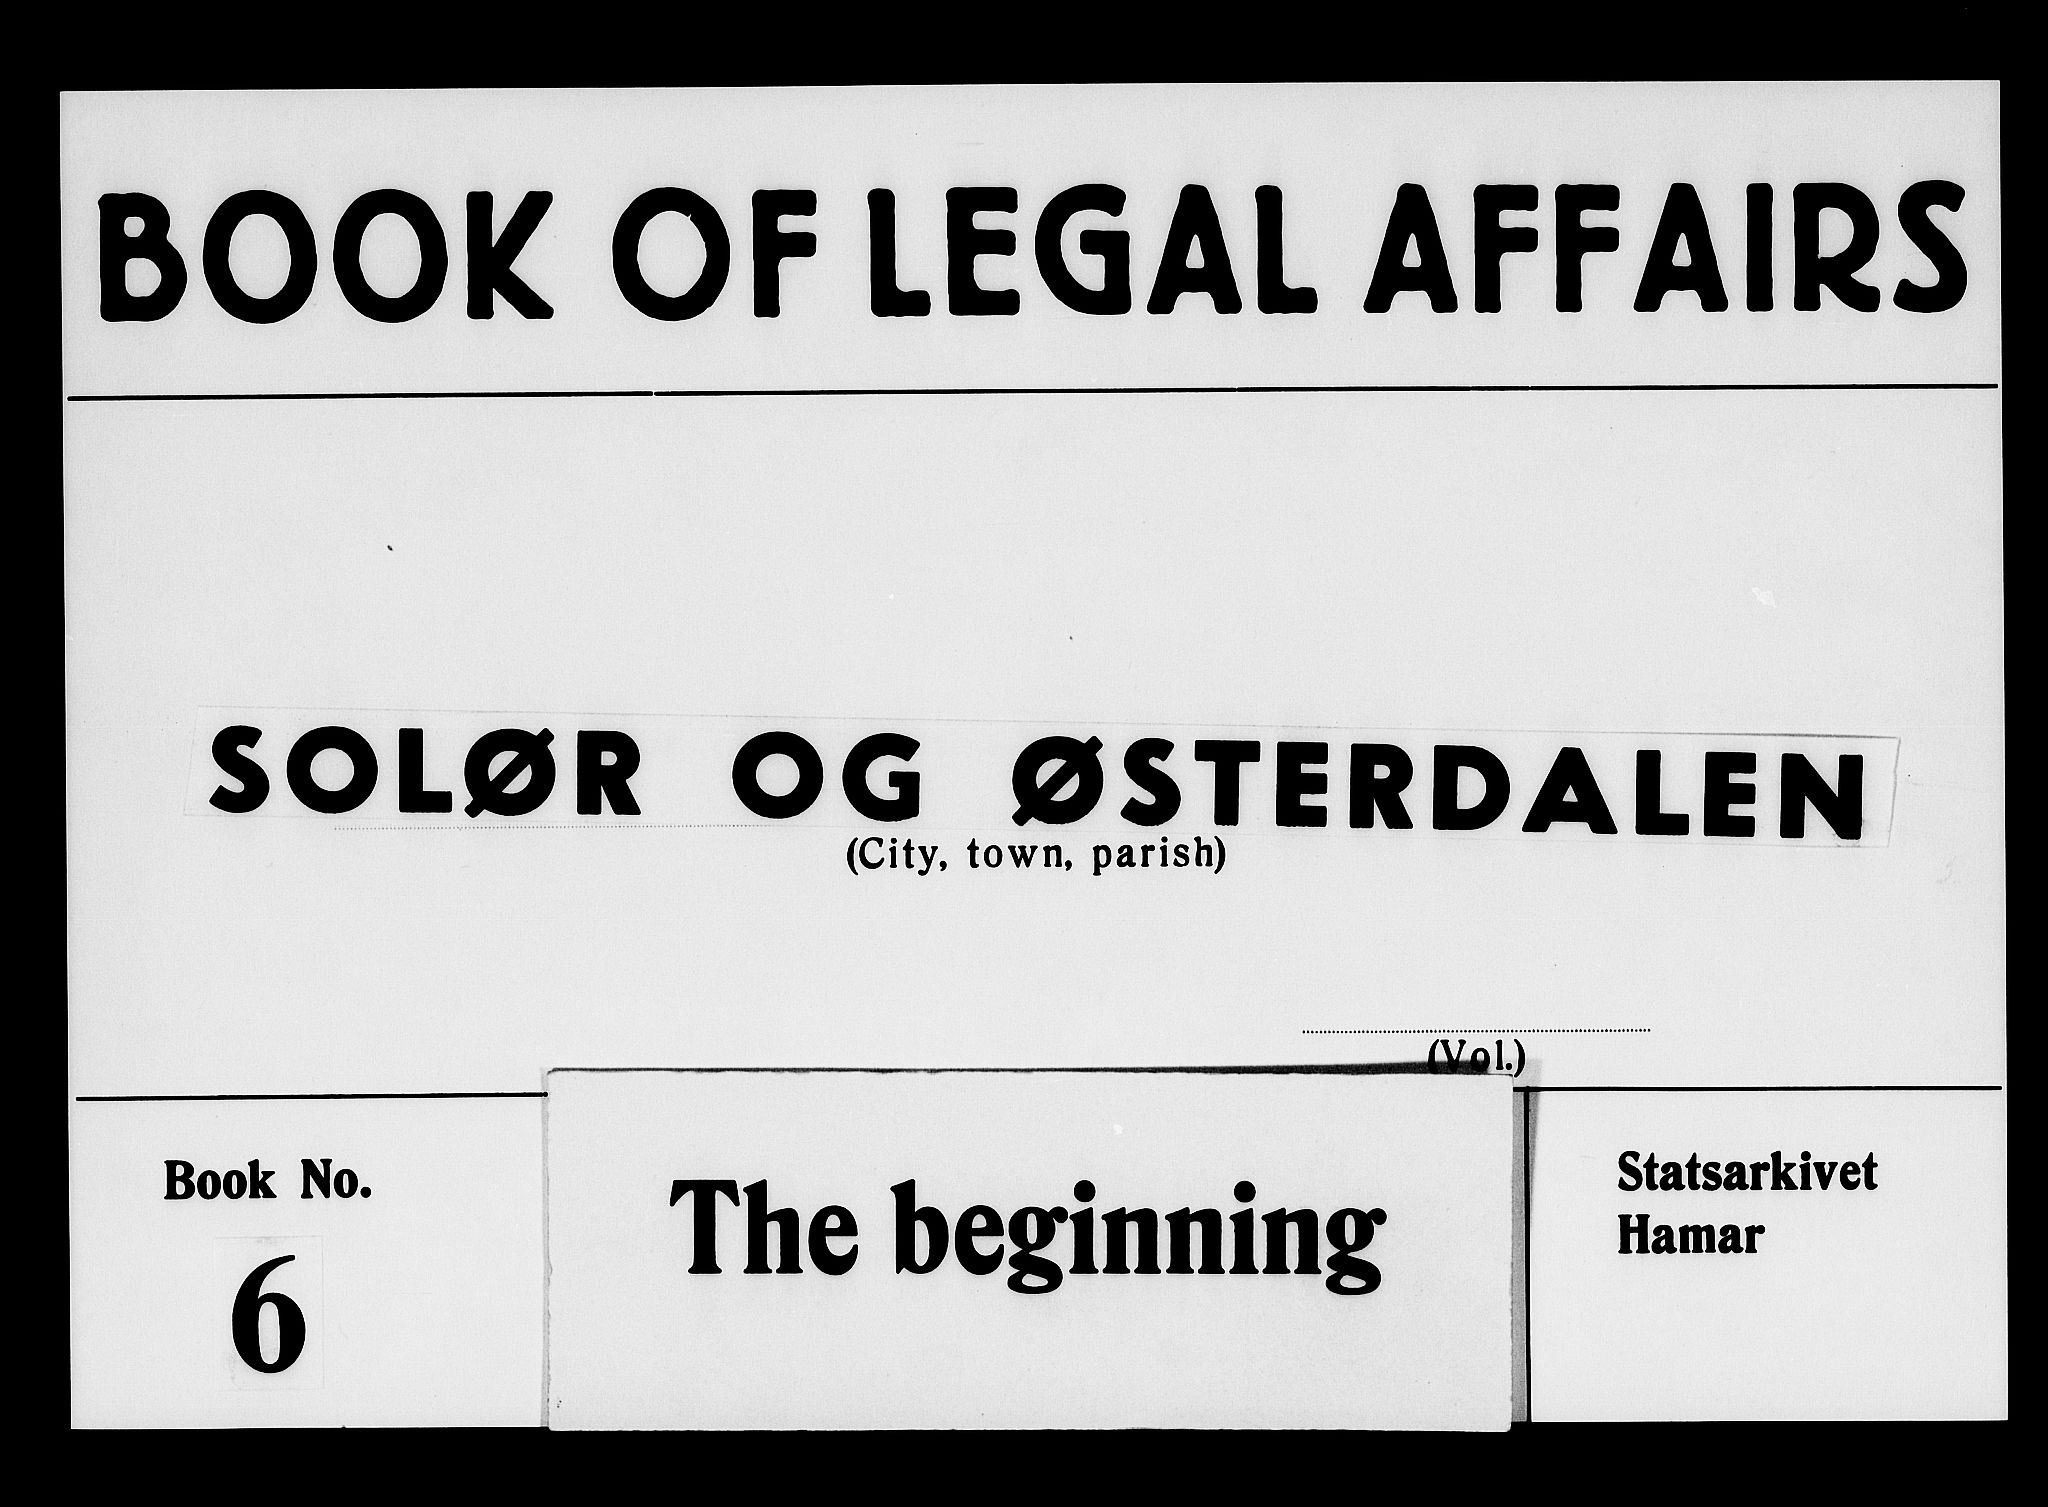 BOOK OF LEGAL AFFAIRS
SOLØR OG ØSTERDALEN
(City, town, parish)
(Vol.)
Book No.
6
The beginning
Statsarkivet
Hamar